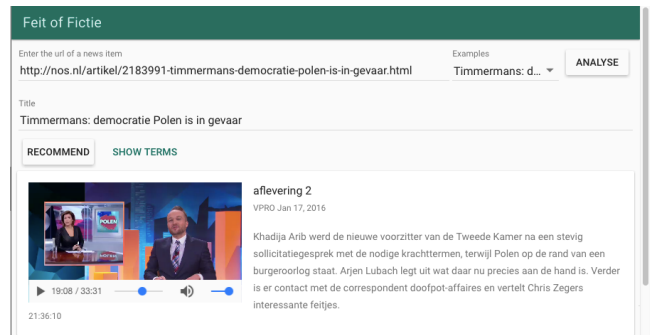 Feit of Fictie
Enter the url of a news item
Examples
http://nos.nl/artikel/2183991-timmermans-democratie-polen-is-in-gevaar.html
Timmermans: d...
ANALYSE
Title
Timmermans: democratie Polen is in gevaar
RECOMMEND
SHOW TERMS
POLEN
aflevering 2
VPRO Jan 17, 2016
Khadija Arib werd de nieuwe voorzitter van de Tweede Kamer na een stevig
sollicitatiegesprek met de nodige krachttermen, terwijl Polen op de rand van een
burgeroorlog staat. Arjen Lubach legt uit wat daar nu precies aan de hand is. Verder
is er contact met de correspondent doofpot-affaires en vertelt Chris Zegers
interessante feitjes.
19:08 / 33:31
21:36:10